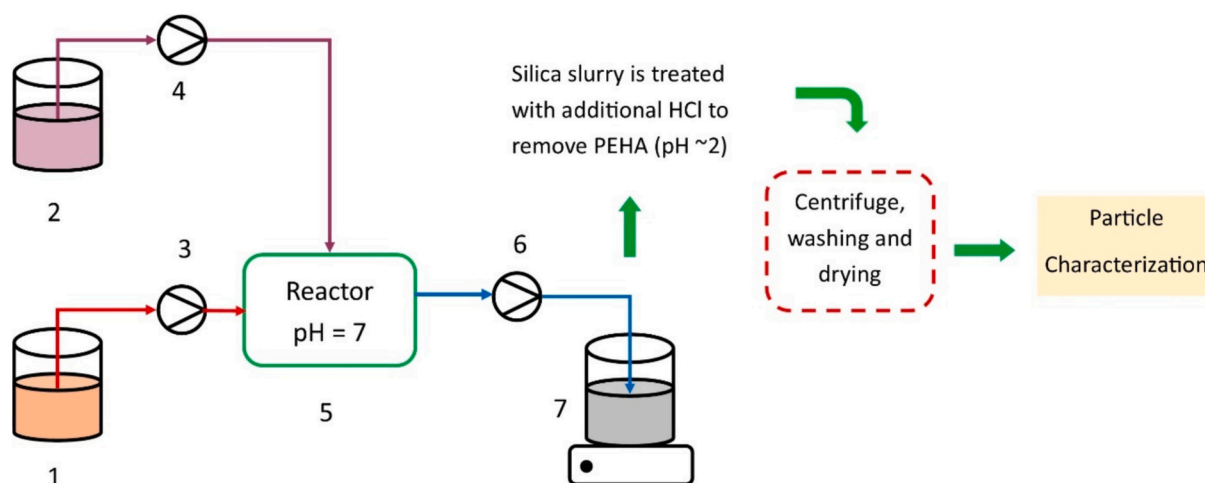 4
Silica slurry is treated
with additional HCl to
remove PEHA (pH ~2)
2
Centrifuge,
washing and
drying
Particle
Characterization
3
6
Reactor
pH = 7
5
7
1